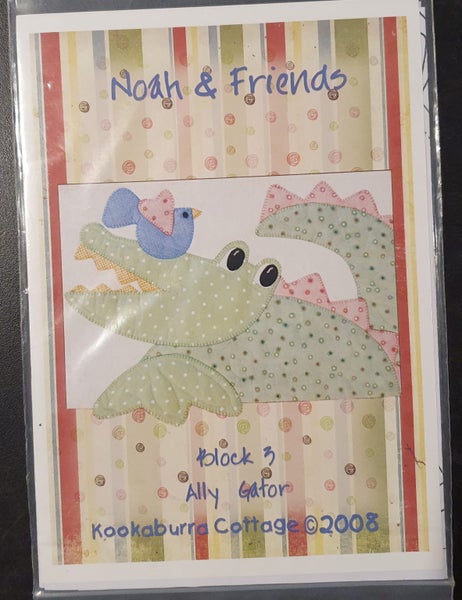 Noah & Friends
Block 3
Ally Gator
Kookaburra Cottage © 2008